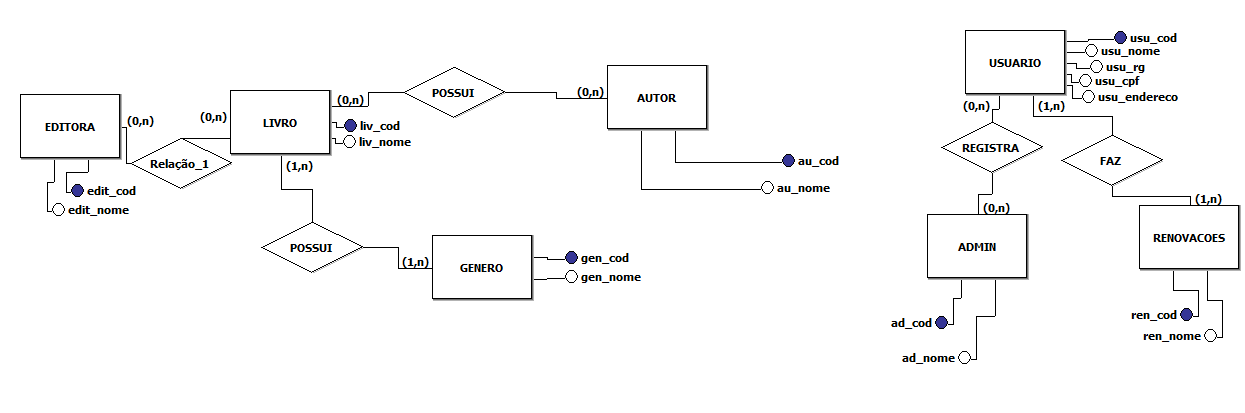 EDITORA
(0,n)
edit_cod
edit_nome
Relação_1
(0,n)
LIVRO
(0,n)
liv_cod
liv_nome
(1,n)
POSSUI
(0,n)
AUTOR
au_cod
au_nome
POSSUI
(1,n)
GENERO
gen_cod
gen_nome
USUARIO
usu_cod
usu_nome
usu_rg
usu_cpf
usu_endereco
(0,n)
(1,n)
REGISTRA
FAZ
(0,n)
(1,n)
ADMIN
RENOVACOES
ad_cod
ad_nome
ren_cod
ren_nome